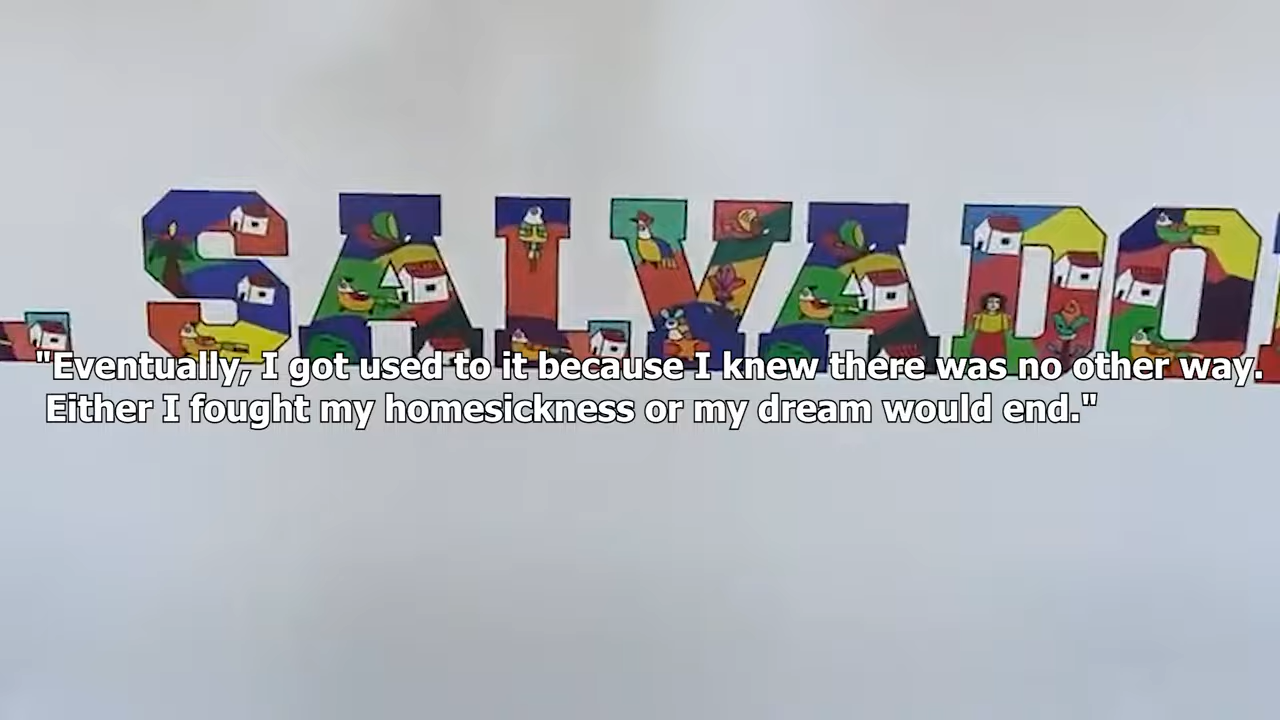 SALVADO
"Eventually, I got used to it because I knew there was no other way.
Either I fought my homesickness or my dream would end."